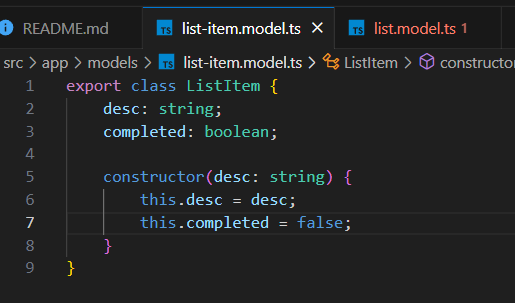 README.md TS list-item.model.ts TS list.model.ts 1
src > app > models > TS list-item.model.ts > ListItem > constructor
1 export class ListItem {
2     desc: string;
3     completed: boolean;
4
5     constructor(desc: string) {
6         this.desc = desc;
7         this.completed = false;
8     }
9 }